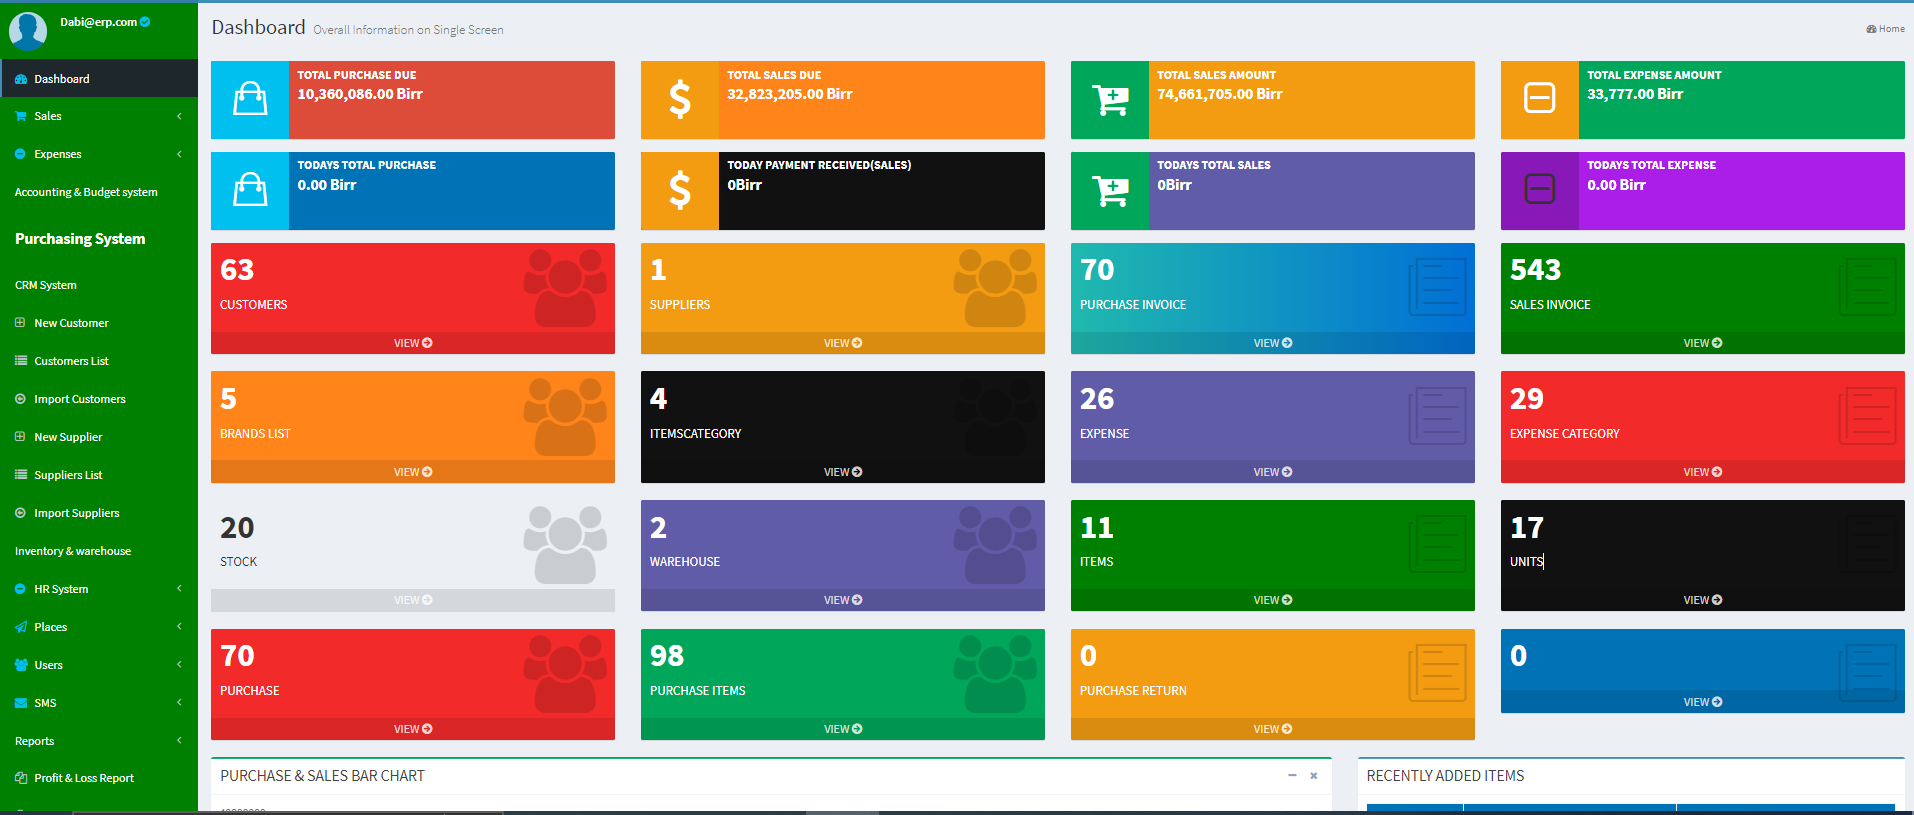 Dabi@erp.com
Dashboard
Sales
Expenses
Accounting & Budget system
Purchasing System
CRM System
New Customer
Customers List
Import Customers
New Supplier
Suppliers List
Import Suppliers
Inventory & warehouse
HR System
Places
Users
SMS
Reports
Profit & Loss Report
Dashboard Overall Information on Single Screen
Home
TOTAL PURCHASE DUE
10,360,086.00 Birr
TOTAL SALES DUE
32,823,205.00 Birr
TOTAL SALES AMOUNT
74,661,705.00 Birr
TOTAL EXPENSE AMOUNT
33,777.00 Birr
TODAYS TOTAL PURCHASE
0.00 Birr
TODAY PAYMENT RECEIVED(SALES)
0Birr
TODAYS TOTAL SALES
0Birr
TODAYS TOTAL EXPENSE
0.00 Birr
63
CUSTOMERS
VIEW
1
SUPPLIERS
VIEW
70
PURCHASE INVOICE
VIEW
543
SALES INVOICE
VIEW
5
BRANDS LIST
VIEW
4
ITEMSCATEGORY
VIEW
26
EXPENSE
VIEW
29
EXPENSE CATEGORY
VIEW
20
STOCK
VIEW
2
WAREHOUSE
VIEW
11
ITEMS
VIEW
17
UNITS
VIEW
70
PURCHASE
VIEW
98
PURCHASE ITEMS
VIEW
0
PURCHASE RETURN
VIEW
0
VIEW
PURCHASE & SALES BAR CHART
RECENTLY ADDED ITEMS